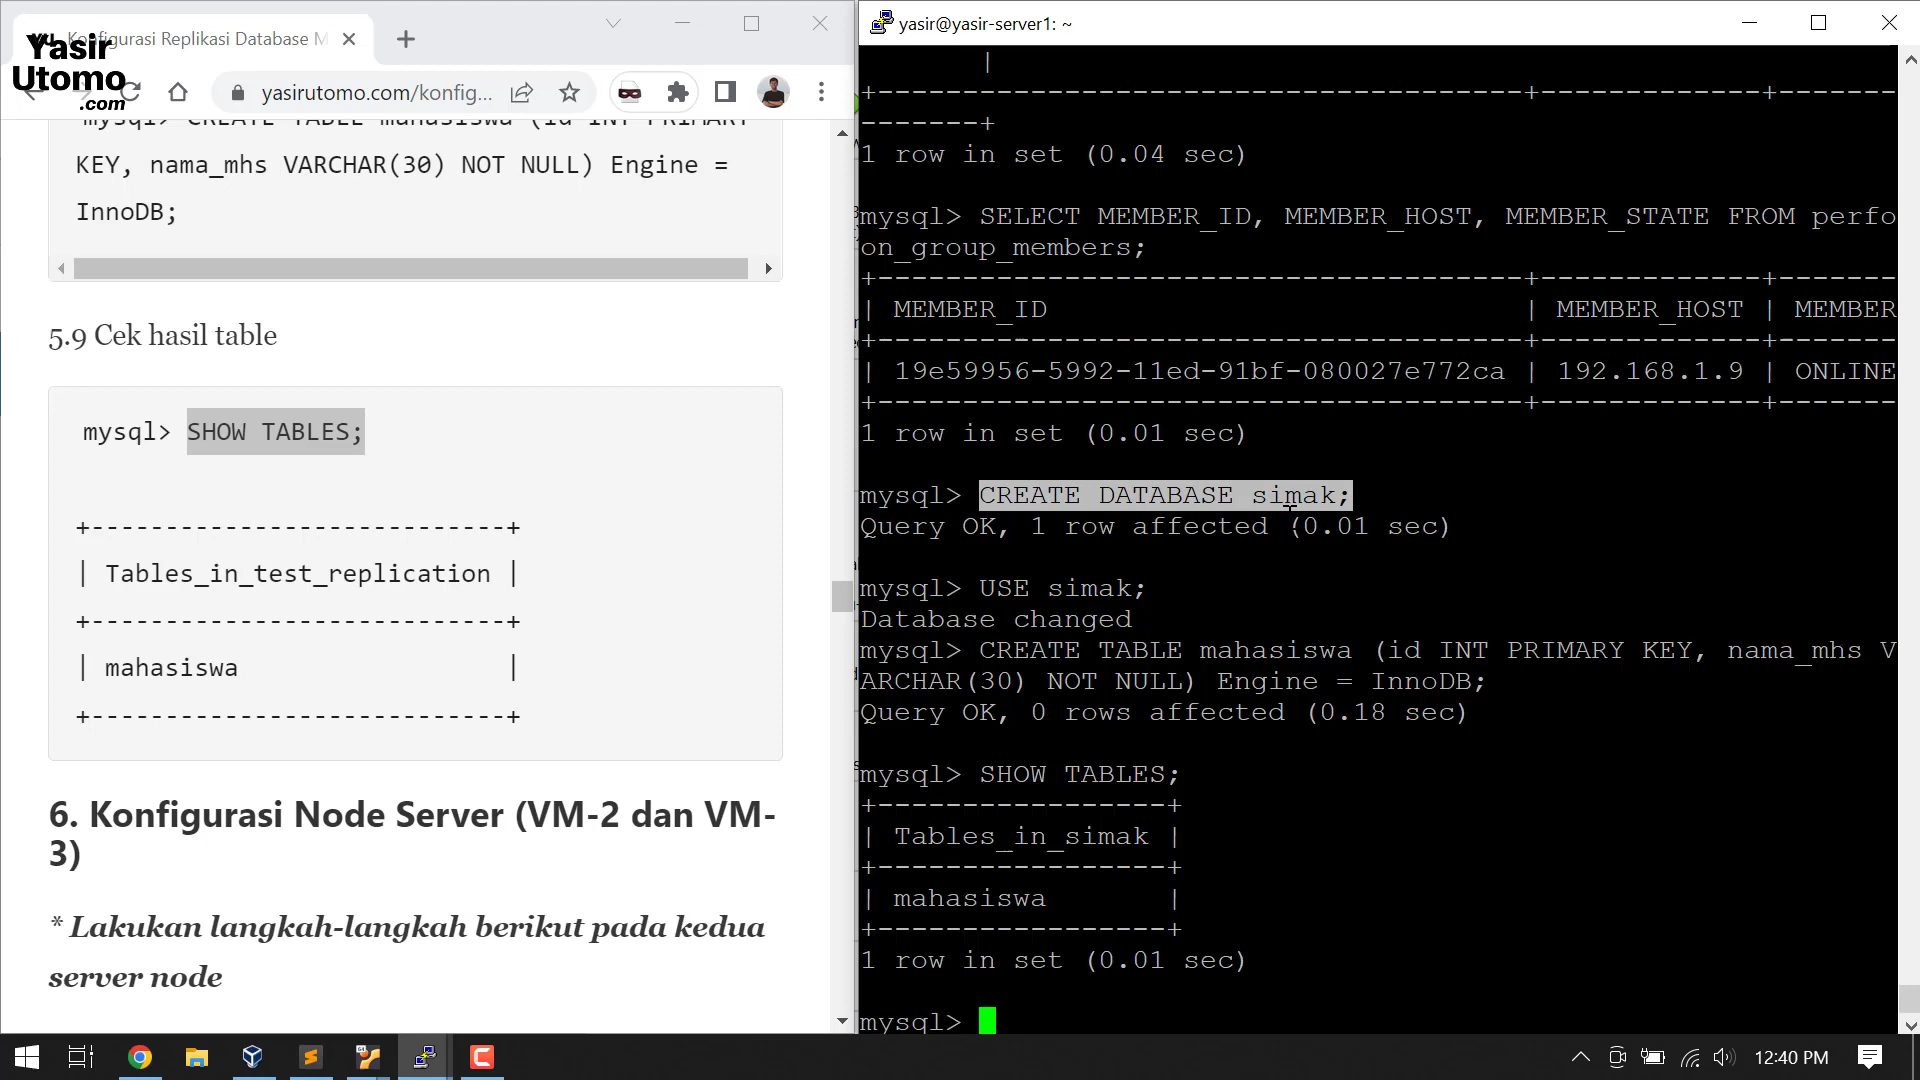 Konfigurasi Replikasi Database M
Yasir
Utomo
.com
yasirutomo.com/konfig...
mysql> CREATE TABLE mahasiswa (id INT PRIMARY
KEY, nama_mhs VARCHAR(30) NOT NULL) Engine =
InnoDB;
5.9 Cek hasil table
mysql> SHOW TABLES;
+----------------------------+
| Tables_in_test_replication |
+----------------------------+
| mahasiswa                  |
+----------------------------+
6. Konfigurasi Node Server (VM-2 dan VM-
3)
* Lakukan langkah-langkah berikut pada kedua
server node
yasir@yasir-server1: ~
|
+--------------------------------------+-------------+-------
-------+
1 row in set (0.04 sec)
mysql> SELECT MEMBER_ID, MEMBER_HOST, MEMBER_STATE FROM perfo
on_group_members;
+--------------------------------------+-------------+-------
| MEMBER_ID                            | MEMBER_HOST | MEMBER
+--------------------------------------+-------------+-------
| 19e59956-5992-11ed-91bf-080027e772ca | 192.168.1.9 | ONLINE
+--------------------------------------+-------------+-------
1 row in set (0.01 sec)
mysql> CREATE DATABASE simak;
Query OK, 1 row affected (0.01 sec)
mysql> USE simak;
Database changed
mysql> CREATE TABLE mahasiswa (id INT PRIMARY KEY, nama_mhs V
ARCHAR(30) NOT NULL) Engine = InnoDB;
Query OK, 0 rows affected (0.18 sec)
mysql> SHOW TABLES;
+-----------------+
| Tables_in_simak |
+-----------------+
| mahasiswa       |
+-----------------+
1 row in set (0.01 sec)
mysql>
12:40 PM